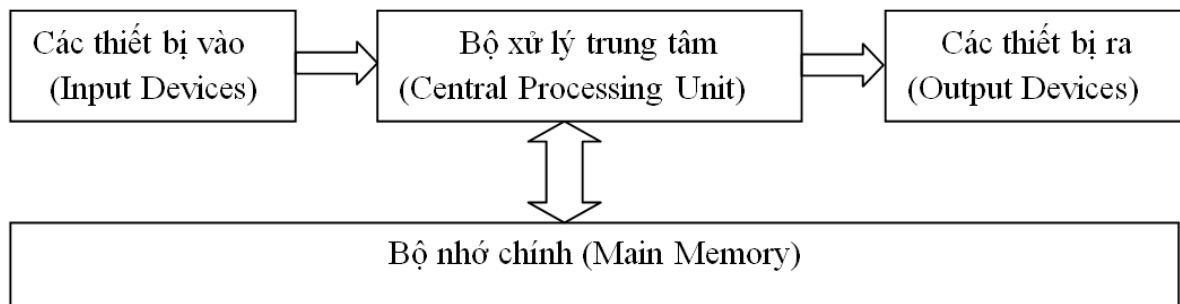 Các thiết bị vào
(Input Devices)
Bộ xử lý trung tâm
(Central Processing Unit)
Các thiết bị ra
(Output Devices)
Bộ nhớ chính (Main Memory)